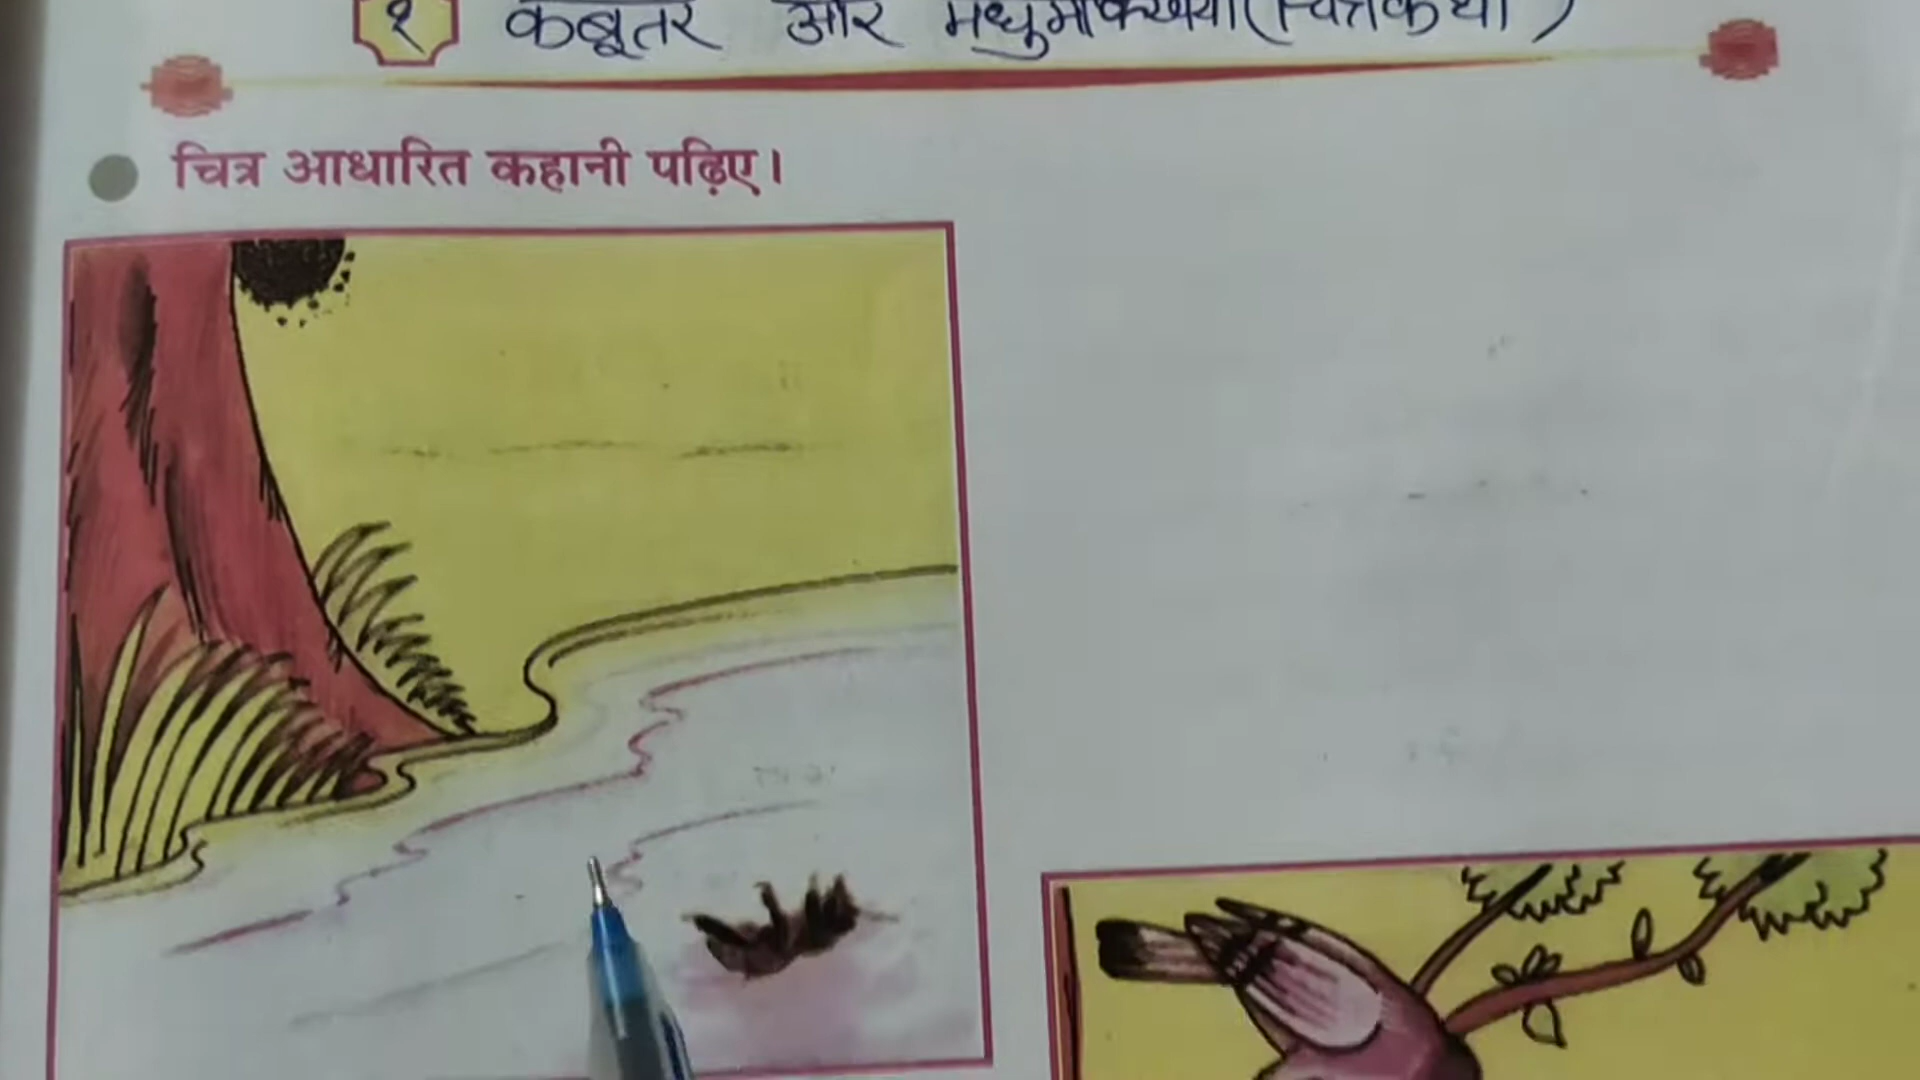 १ कबूतर और मधुमक्खियाँ (चित्रकथा)
चित्र आधारित कहानी पढ़िए।